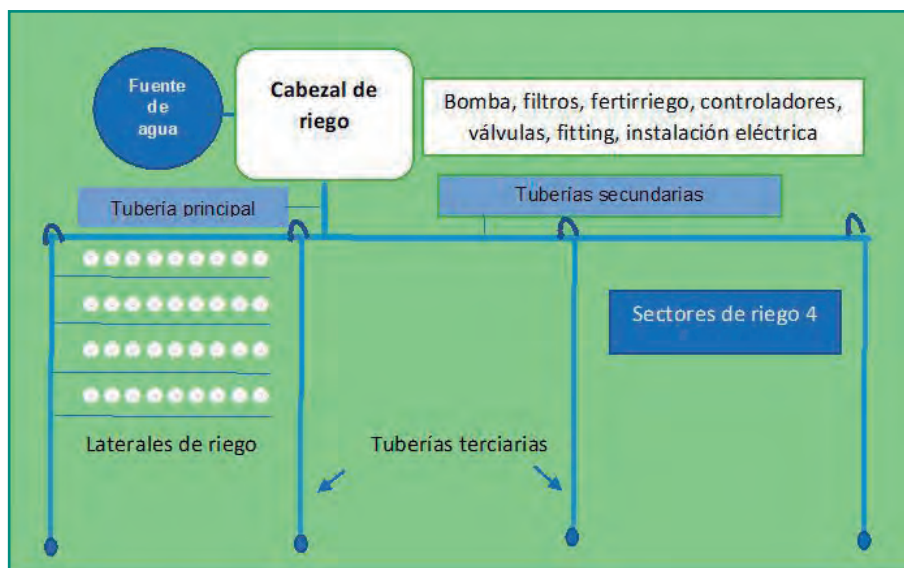 Fuente
de
agua
Cabezal de
riego
Bomba, filtros, fertirriego, controladores,
válvulas, fitting, instalación eléctrica
Tubería principal
Tuberías secundarias
Sectores de riego 4
Laterales de riego
Tuberías terciarias